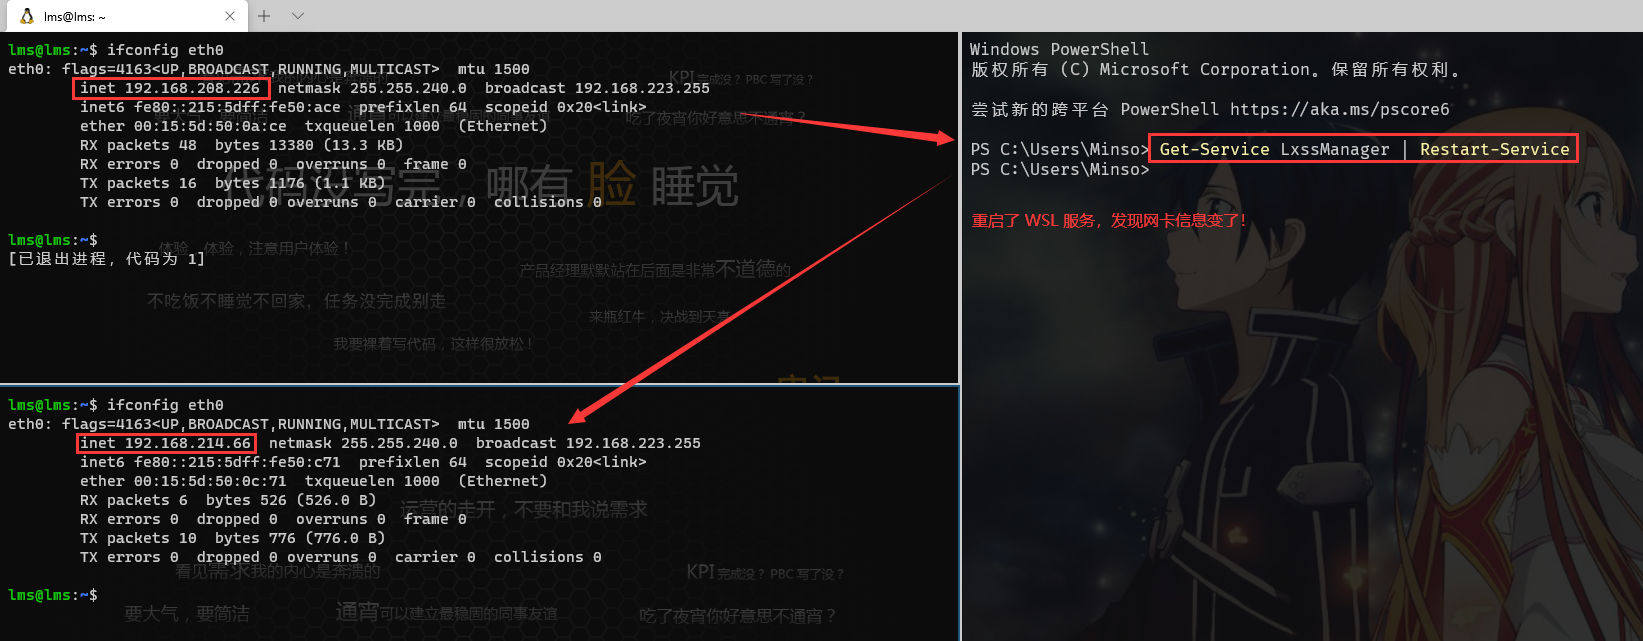 lms@lms: ~
lms@lms:~$ ifconfig eth0
eth0: flags=4163<UP,BROADCAST,RUNNING,MULTICAST>  mtu 1500
inet 192.168.208.226  netmask 255.255.240.0  broadcast 192.168.223.255
inet6 fe80::215:5dff:fe50:ace  prefixlen 64  scopeid 0x20<link>
ether 00:15:5d:50:0a:ce  txqueuelen 1000  (Ethernet)
RX packets 48  bytes 13380 (13.3 KB)
RX errors 0  dropped 0  overruns 0  frame 0
TX packets 16  bytes 1176 (1.1 KB)
TX errors 0  dropped 0 overruns 0  carrier 0  collisions 0
lms@lms:~$
[已退出进程, 代码为 1]
KPI完成没？ PBC 写了没？
通宵可以建立最稳固的同事友谊
吃了夜宵你好意思不通宵？
代码没写完，哪有 脸 睡觉
体验，体验，注意用户体验！
产品经理默默站在后面是非常不道德的
不吃饭不睡觉不回家，任务没完成别走
来瓶红牛，决战到天亮
我要裸着写代码，这样很放松！
lms@lms:~$ ifconfig eth0
eth0: flags=4163<UP,BROADCAST,RUNNING,MULTICAST>  mtu 1500
inet 192.168.214.66  netmask 255.255.240.0  broadcast 192.168.223.255
inet6 fe80::215:5dff:fe50:c71  prefixlen 64  scopeid 0x20<link>
ether 00:15:5d:50:0c:71  txqueuelen 1000  (Ethernet)
RX packets 6  bytes 526 (526.0 B)
RX errors 0  dropped 0  overruns 0  frame 0
TX packets 10  bytes 776 (776.0 B)
TX errors 0  dropped 0 overruns 0  carrier 0  collisions 0
lms@lms:~$
运营的走开，不要和我说需求
看见需求我的内心是奔溃的
KPI完成没？ PBC 写了没？
要大气，要简洁
通宵可以建立最稳固的同事友谊
吃了夜宵你好意思不通宵？
Windows PowerShell
版权所有 (C) Microsoft Corporation。保留所有权利。
尝试新的跨平台 PowerShell https://aka.ms/pscore6
PS C:\Users\Minso> Get-Service LxssManager | Restart-Service
PS C:\Users\Minso>
重启了 WSL 服务，发现网卡信息变了！